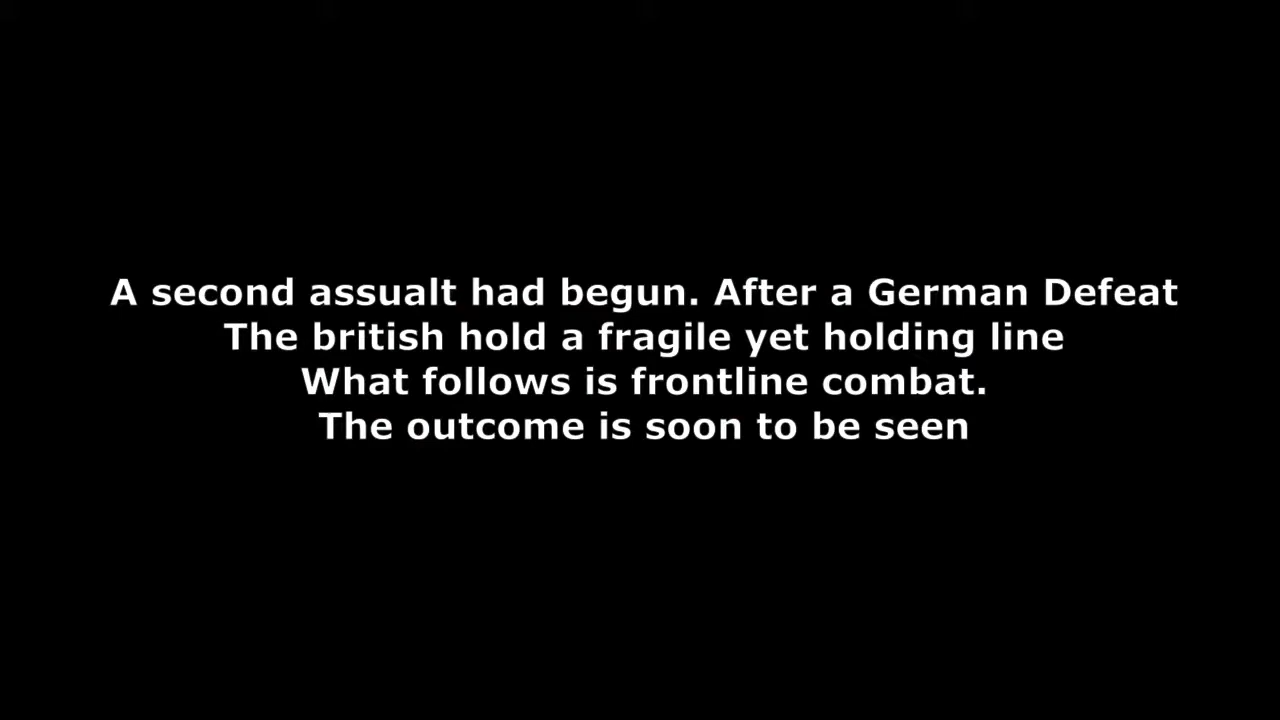 A second assualt had begun. After a German Defeat
The british hold a fragile yet holding line
What follows is frontline combat.
The outcome is soon to be seen